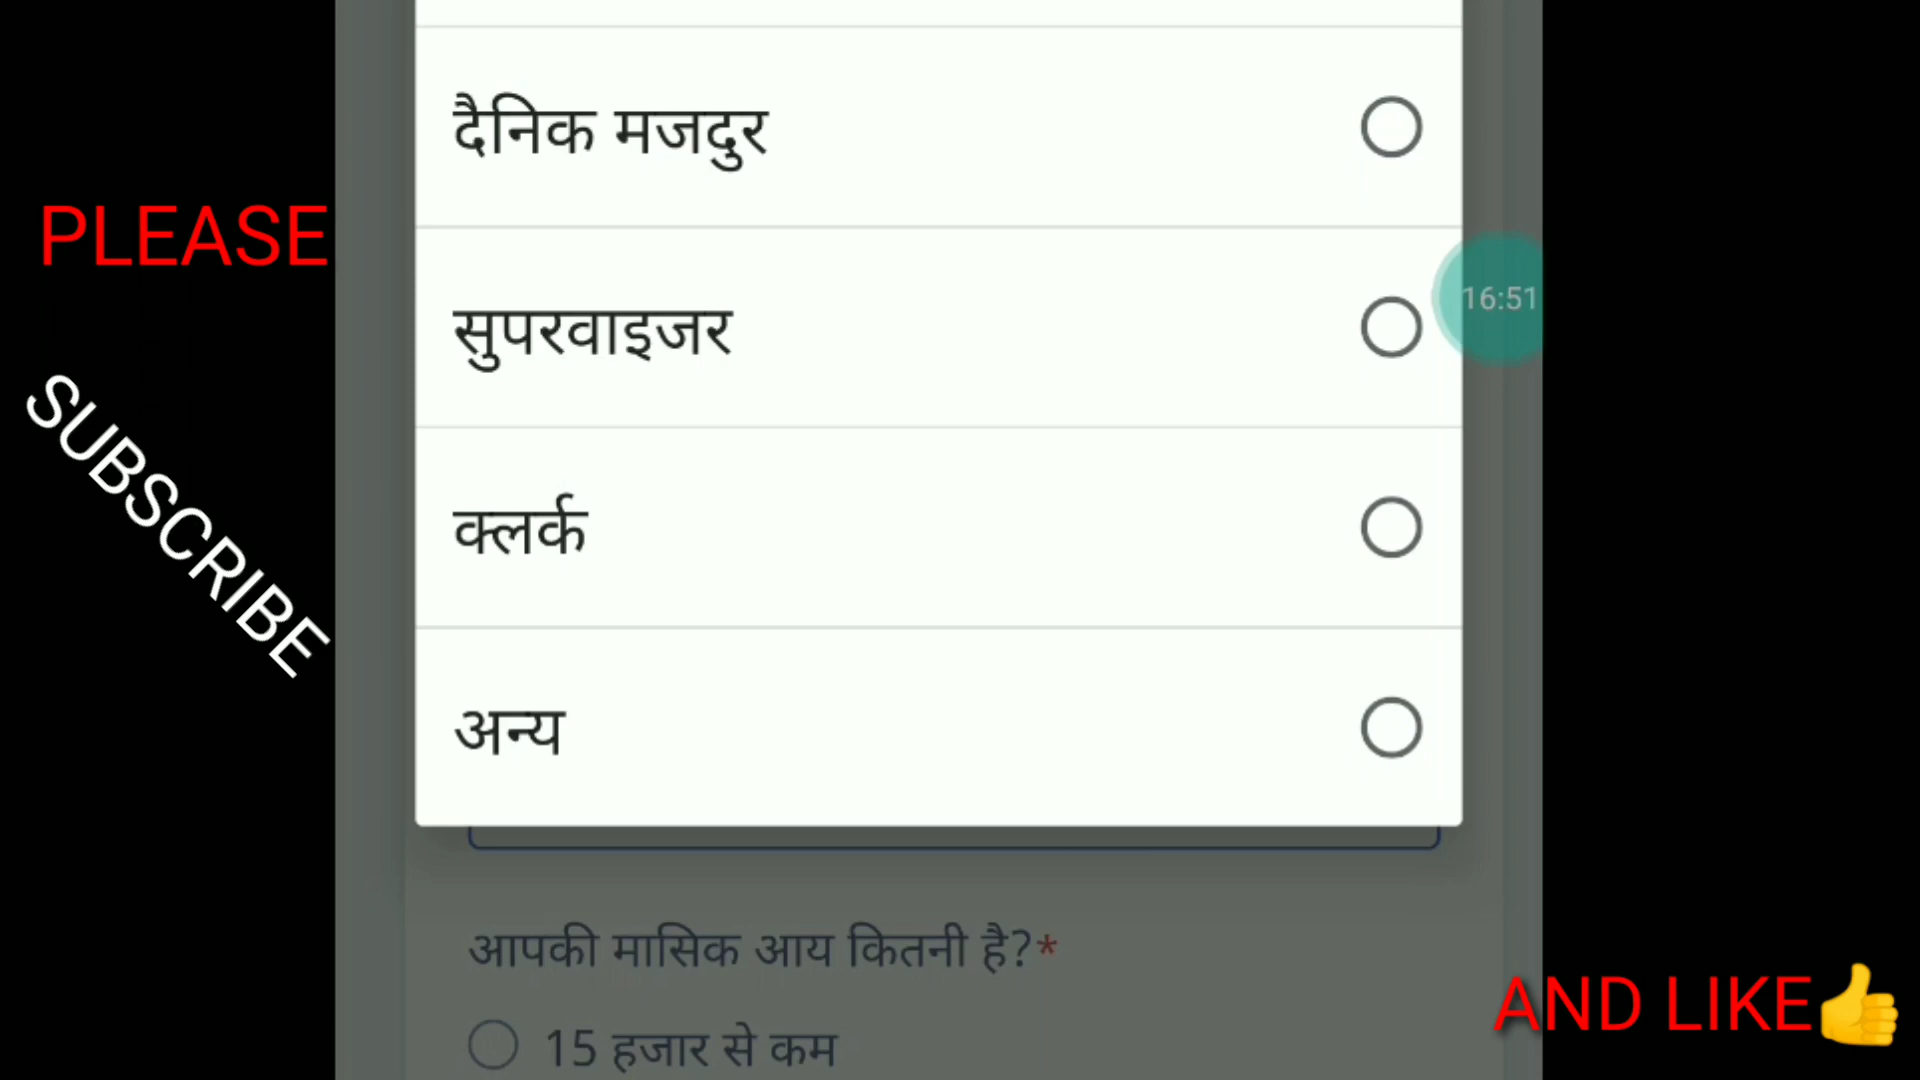 दैनिक मजदुर
PLEASE
सुपरवाइजर
16:51
SUBSCRIBE
क्लर्क
अन्य
आपकी मासिक आय कितनी है?*
15 हजार से कम
AND LIKE👍